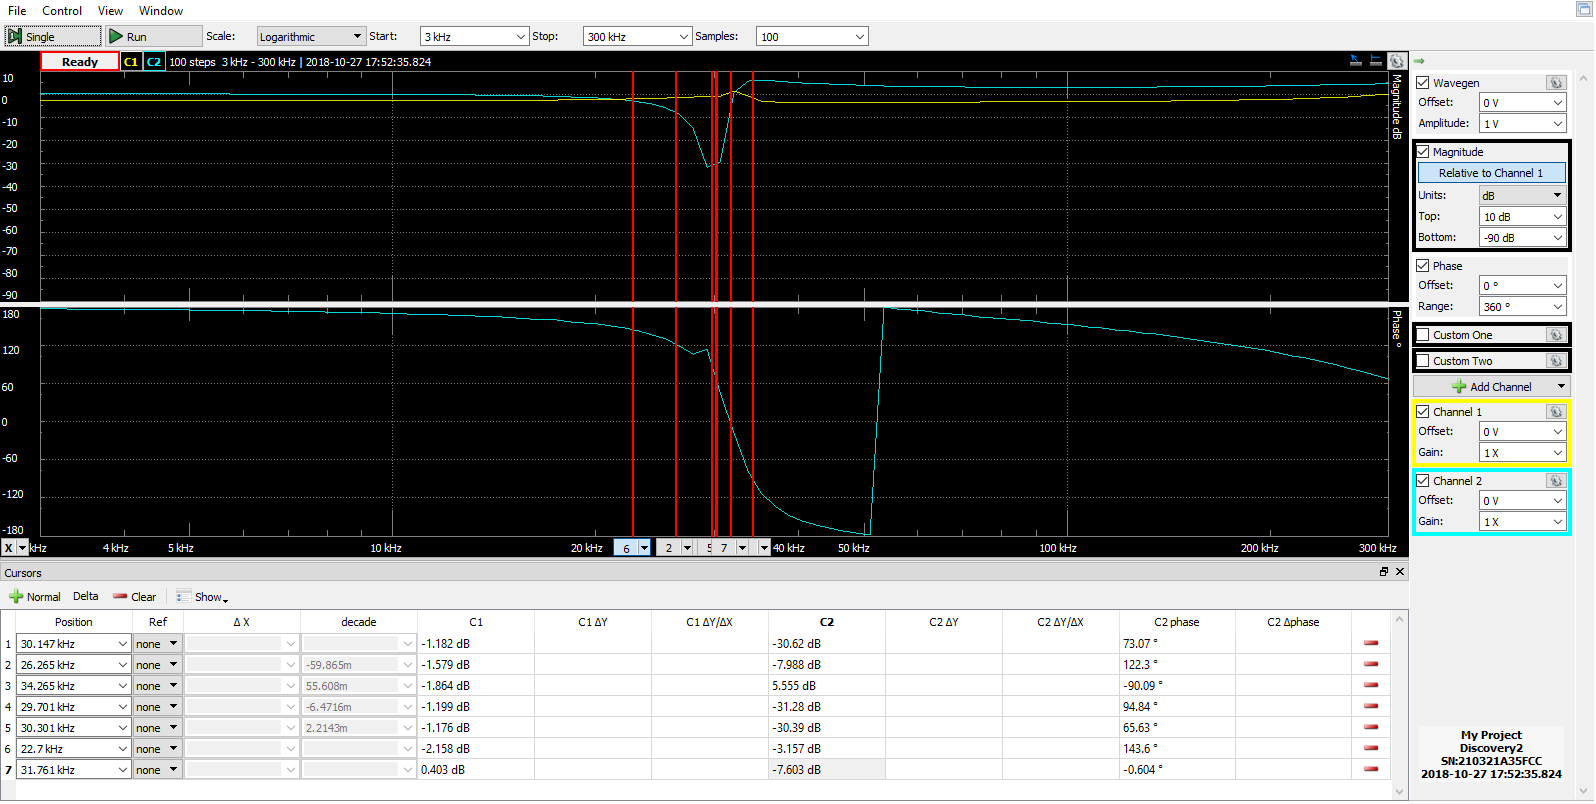 File Control View Window
Single Run Scale: Logarithmic Start: 3 kHz Stop: 300 kHz Samples: 100
Ready C1 C2 100 steps 3 kHz - 300 kHz | 2018-10-27 17:52:35.824
10
0
-10
-20
-30
-40
-50
-60
-70
-80
-90
Magnitude dB
180
120
60
0
-60
-120
-180
Phase °
X kHz 4 kHz 5 kHz 10 kHz 20 kHz 6 2 5 7 40 kHz 50 kHz 100 kHz 200 kHz 300 kHz
Wavegen
Offset: 0 V
Amplitude: 1 V
Magnitude
Relative to Channel 1
Units: dB
Top: 10 dB
Bottom: -90 dB
Phase
Offset: 0 °
Range: 360 °
Custom One
Custom Two
Add Channel
Channel 1
Offset: 0 V
Gain: 1 X
Channel 2
Offset: 0 V
Gain: 1 X
My Project
Discovery2
SN:210321A35FCC
2018-10-27 17:52:35.824
Cursors
Normal Delta Clear Show
Position Ref Δ X decade C1 C1 ΔY C1 ΔY/ΔX C2 C2 ΔY C2 ΔY/ΔX C2 phase C2 Δphase
1 30.147 kHz none -1.182 dB -30.62 dB 73.07 °
2 26.265 kHz none -59.865m -1.579 dB -7.988 dB 122.3 °
3 34.265 kHz none 55.608m -1.864 dB 5.555 dB -90.09 °
4 29.701 kHz none -6.4716m -1.199 dB -31.28 dB 94.84 °
5 30.301 kHz none 2.2143m -1.176 dB -30.39 dB 65.63 °
6 22.7 kHz none -2.158 dB -3.157 dB 143.6 °
7 31.761 kHz none 0.403 dB -7.603 dB -0.604 °